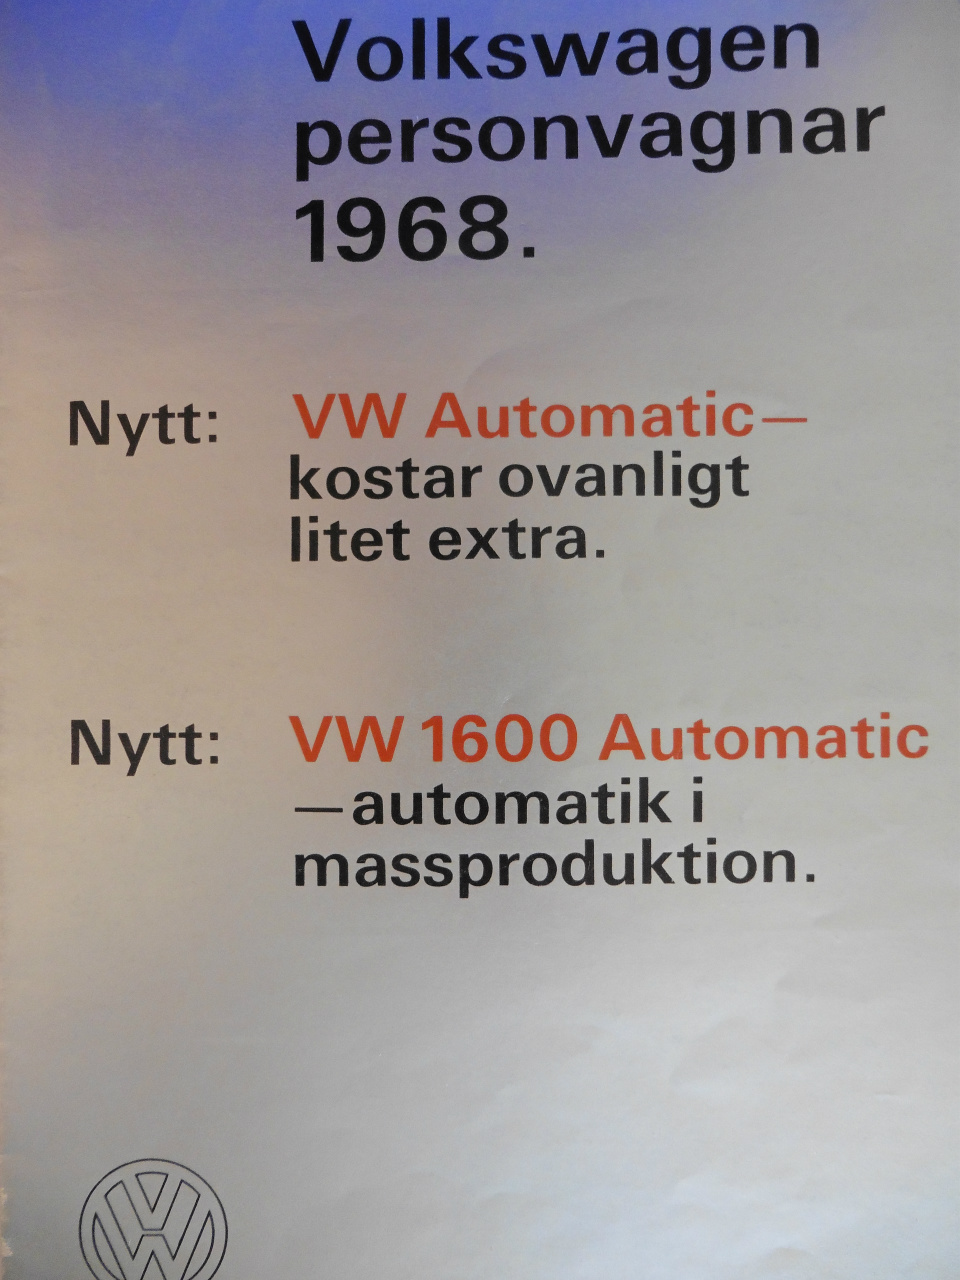 Volkswagen
personvagnar
1968.
Nytt: VW Automatic—
kostar ovanligt
litet extra.
Nytt: VW 1600 Automatic
—automatik i
massproduktion.
VW